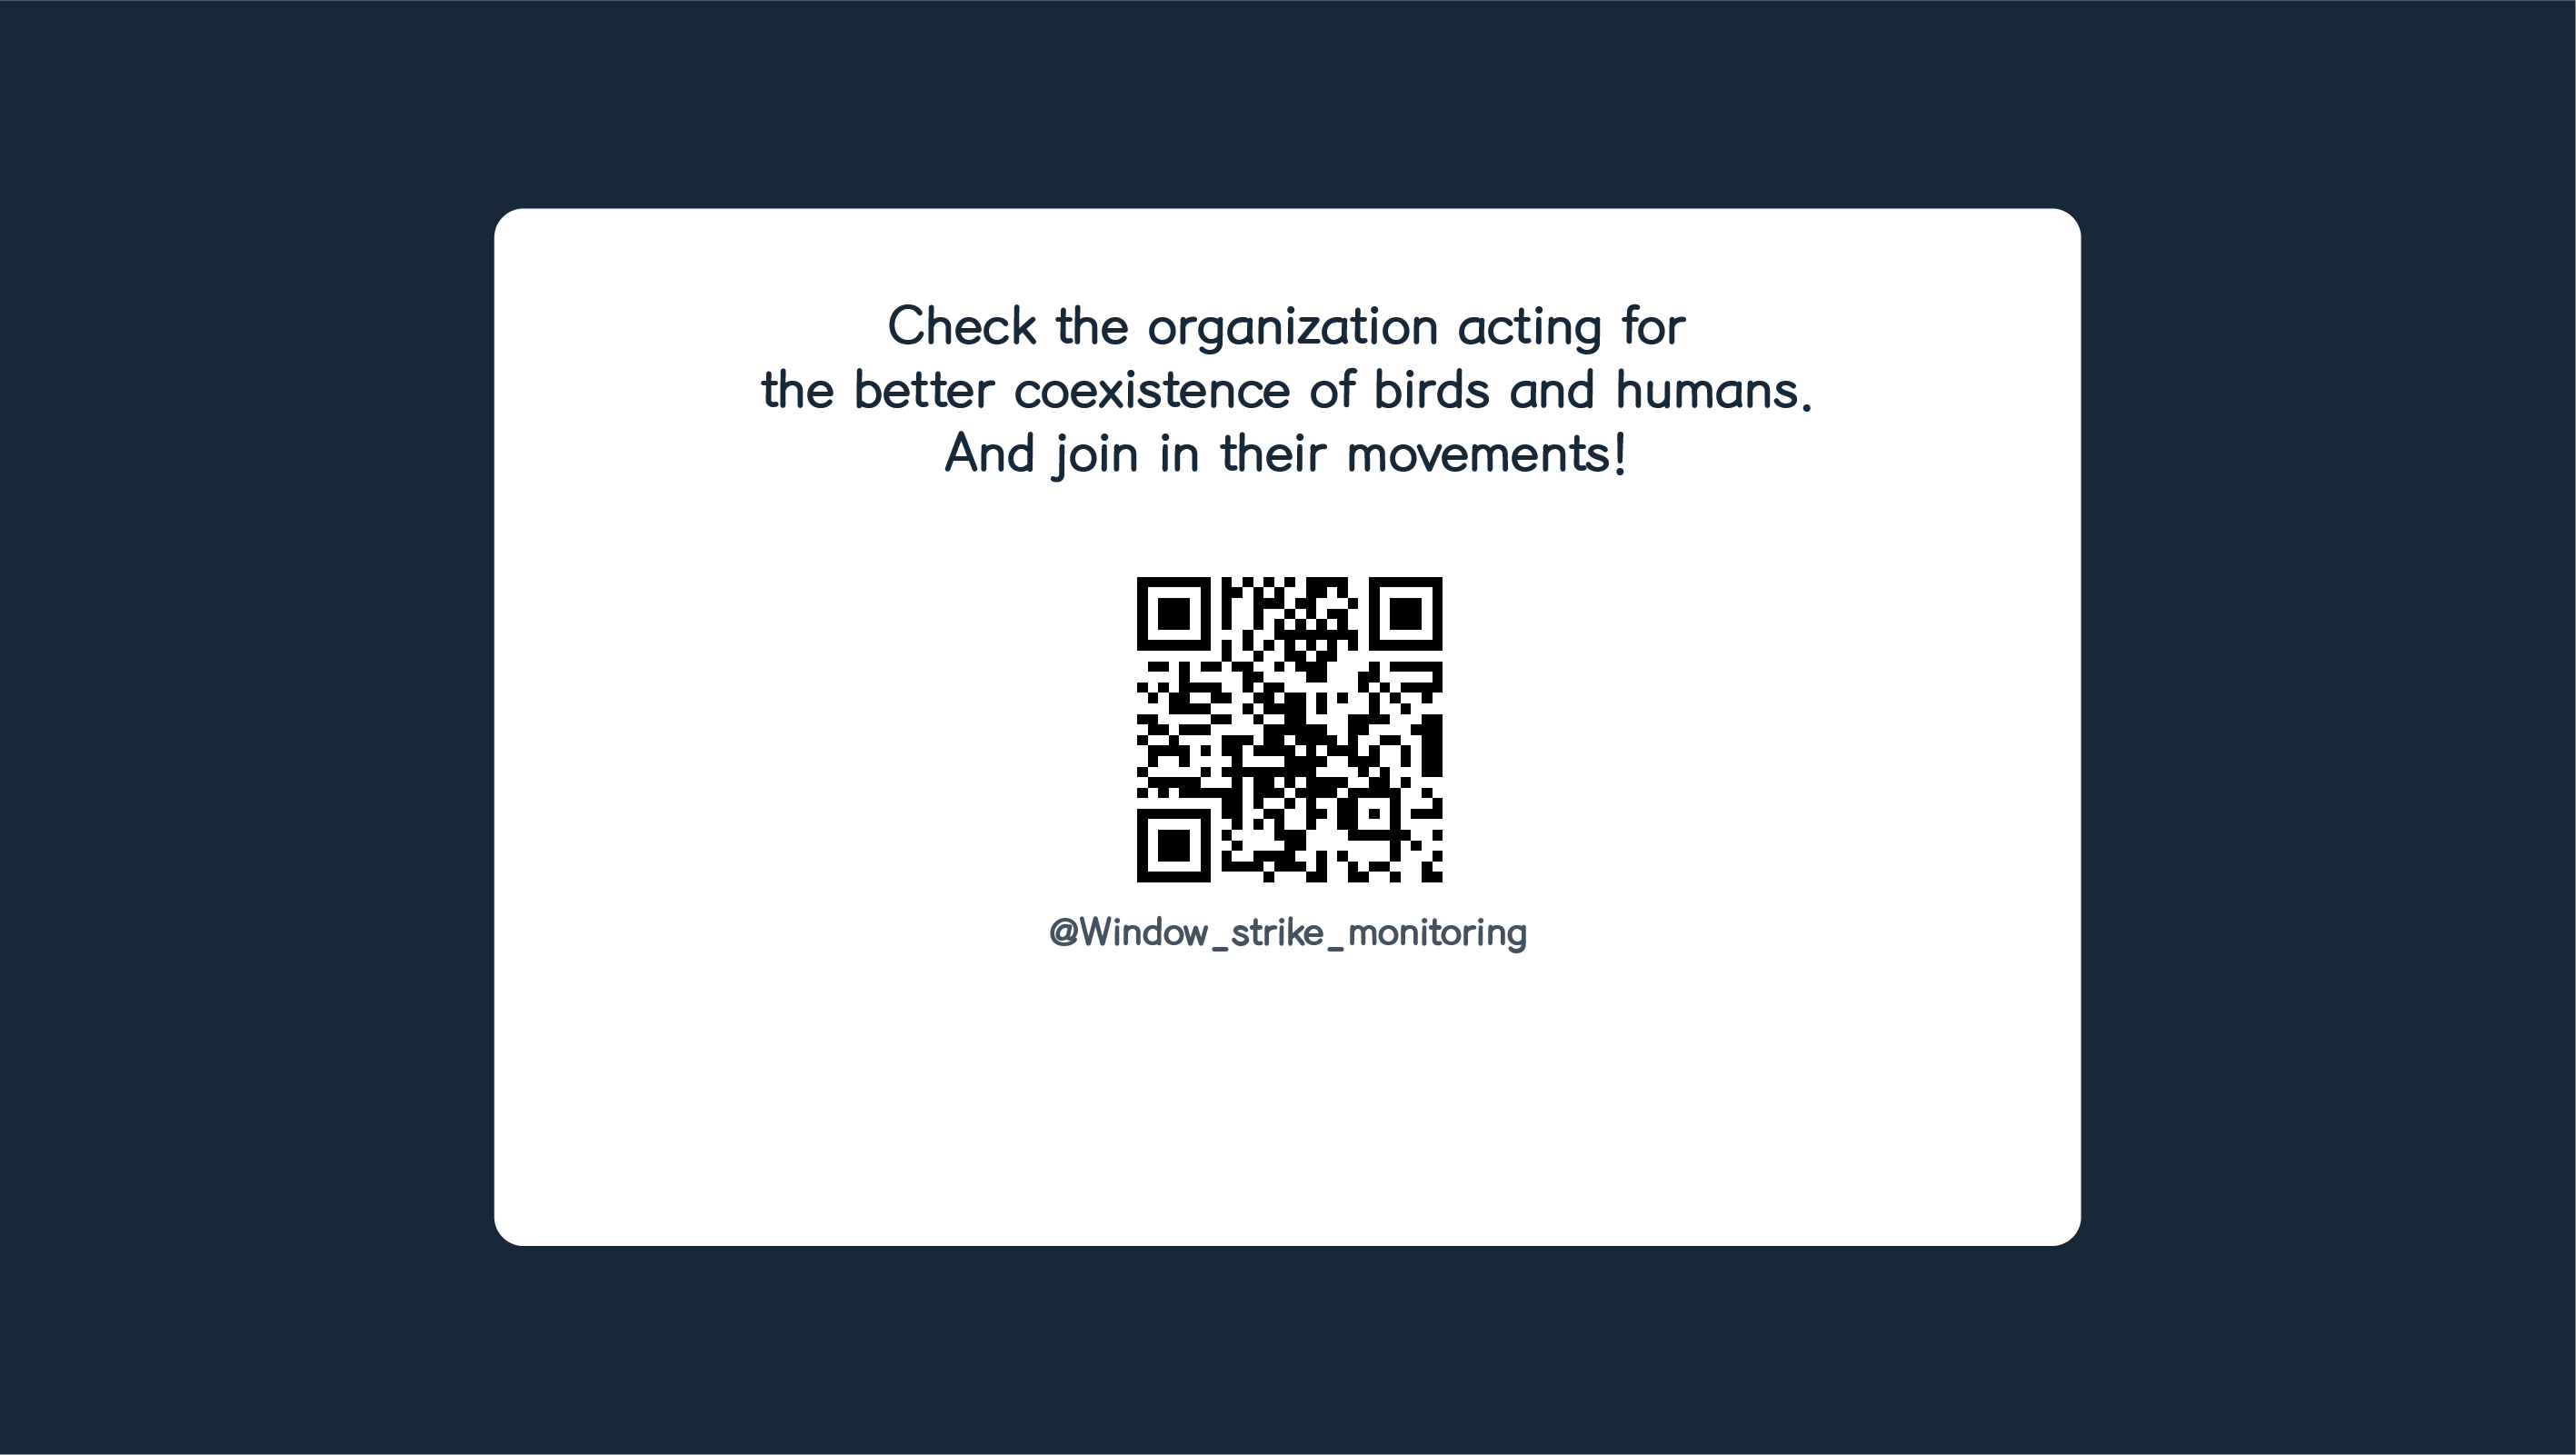 Check the organization acting for
the better coexistence of birds and humans.
And join in their movements!
@Window_strike_monitoring